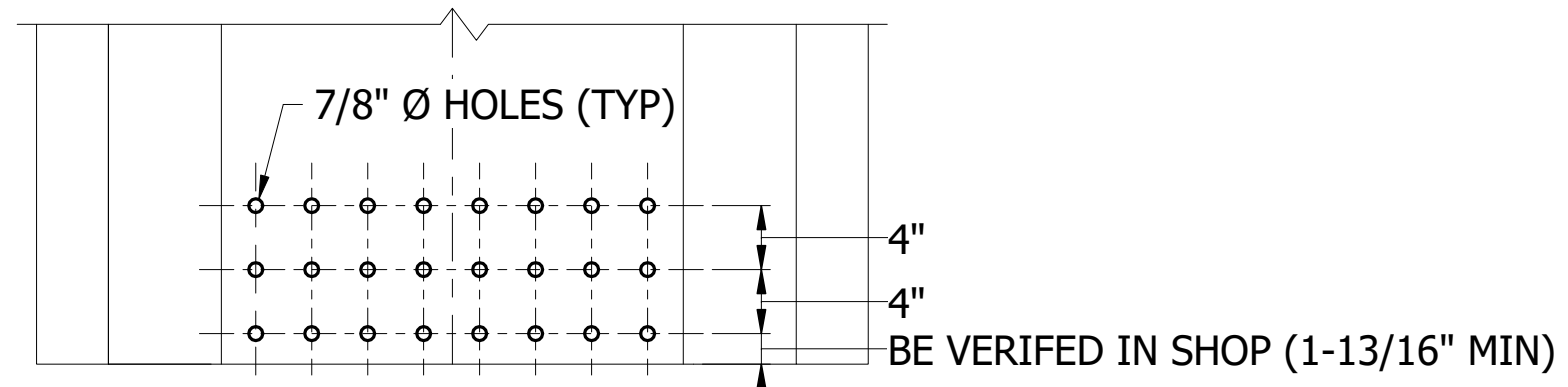 7/8" Ø HOLES (TYP)
4"
4"
BE VERIFED IN SHOP (1-13/16" MIN)